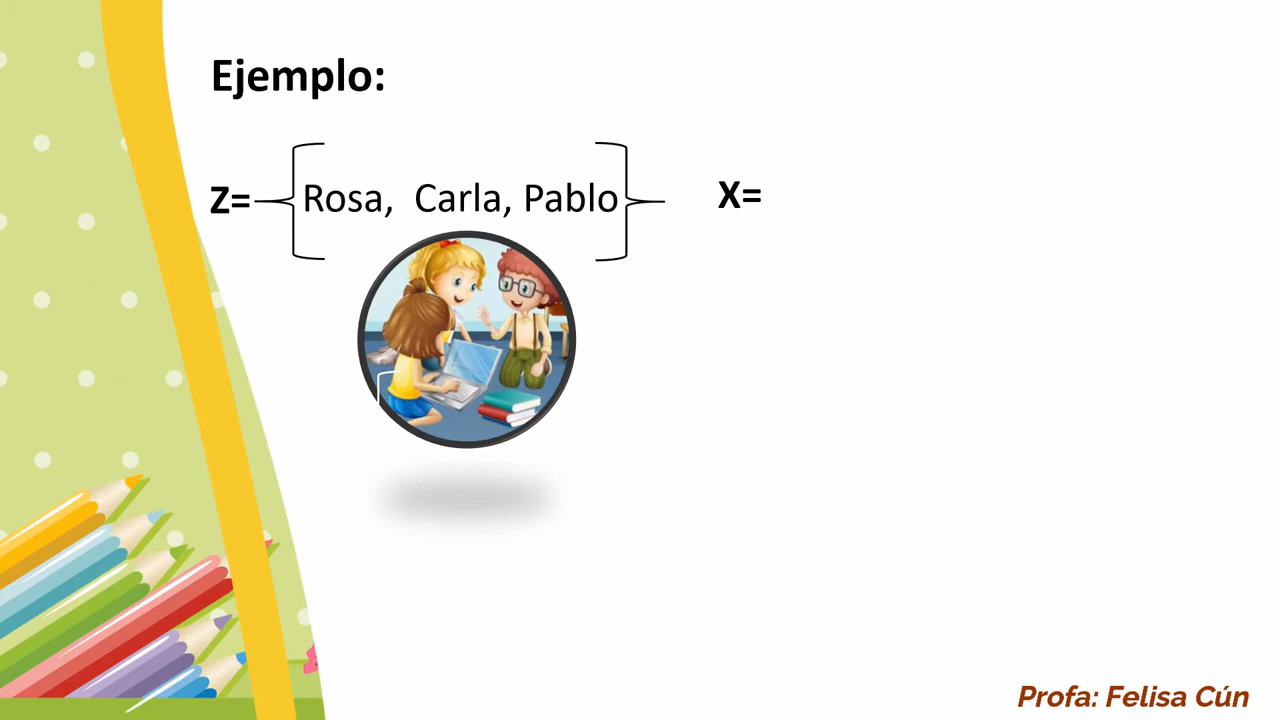 Ejemplo:
Z= { Rosa, Carla, Pablo } X=
Profa: Felisa Cún